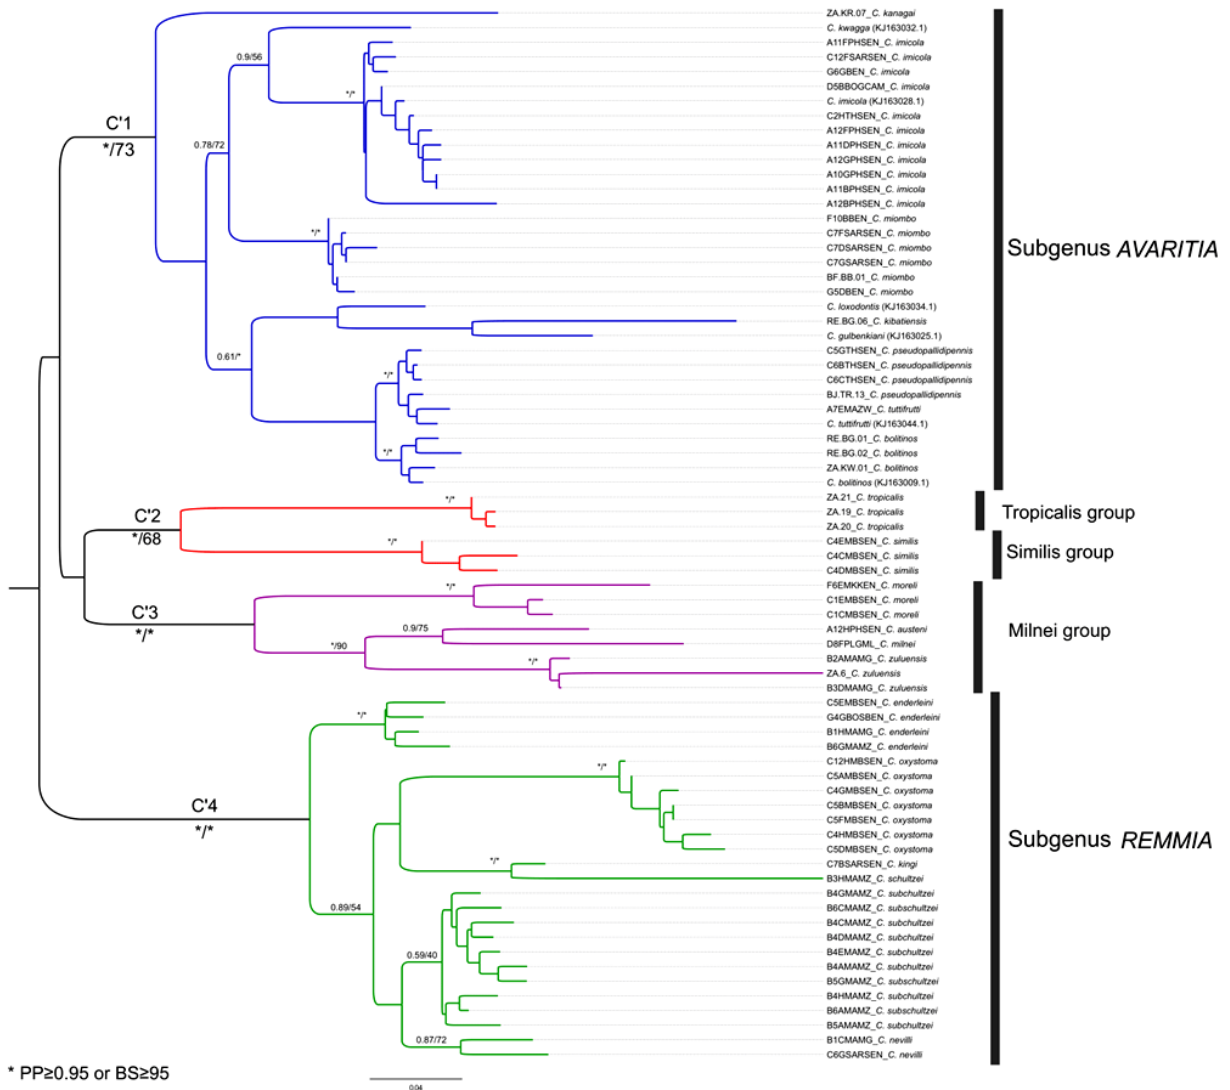 ZA.KR.07_C. kanagai
C. kwagga (KJ163032.1)
A11FPHSEN_C. imicola
0.9/56
C12FSARSEN_C. imicola
G6GBEN_C. imicola
D5BBOGCAM_C. imicola
*/*
C. imicola (KJ163028.1)
C2HTHSEN_C. imicola
C'1
A12FPHSEN_C. imicola
*/73
0.78/72
A11DPHSEN_C. imicola
A12GPHSEN_C. imicola
A10GPHSEN_C. imicola
A11BPHSEN_C. imicola
A12BPHSEN_C. imicola
F10BBEN_C. miombo
*/*
C7FSARSEN_C. miombo
C7DSARSEN_C. miombo
Subgenus AVARITIA
C7GSARSEN_C. miombo
BF.BB.01_C. miombo
G5DBEN_C. miombo
C. loxodontis (KJ163034.1)
RE.BG.06_C. kibatiensis
C. gulbenkiani (KJ163025.1)
C5GTHSEN_C. pseudopallidipennis
0.61/*
C6BTHSEN_C. pseudopallidipennis
*/*
C6CTHSEN_C. pseudopallidipennis
BJ.TR.13_C. pseudopallidipennis
A7EMAZW_C. tuttifrutti
C. tuttifrutti (KJ163044.1)
RE.BG.01_C. bolitinos
*/*
RE.BG.02_C. bolitinos
ZA.KW.01_C. bolitinos
C. bolitinos (KJ163009.1)
*/*
ZA.21_C. tropicalis
C'2
ZA.19_C. tropicalis
Tropicalis group
*/68
ZA.20_C. tropicalis
*/*
C4EMBSEN_C. similis
C4CMBSEN_C. similis
Similis group
C4DMBSEN_C. similis
*/*
F6EMKKEN_C. moreli
C1EMBSEN_C. moreli
C'3
C1CMBSEN_C. moreli
*/*
0.9/75
A12HPHSEN_C. austeni
Milnei group
*/90
D8FPLGML_C. milnei
*/*
B2AMAMG_C. zuluensis
ZA.6_C. zuluensis
B3DMAMG_C. zuluensis
C5EMBSEN_C. enderleini
*/*
G4GBOSBEN_C. enderleini
B1HMAMG_C. enderleini
B6GMAMZ_C. enderleini
C12HMBSEN_C. oxystoma
*/*
C5AMBSEN_C. oxystoma
C4GMBSEN_C. oxystoma
C'4
C5BMBSEN_C. oxystoma
*/*
C5FMBSEN_C. oxystoma
C4HMBSEN_C. oxystoma
Subgenus REMMIA
C5DMBSEN_C. oxystoma
*/*
C7BSARSEN_C. kingi
B3HMAMZ_C. schultzei
B4GMAMZ_C. subchultzei
0.89/54
B6CMAMZ_C. subschultzei
B4CMAMZ_C. subchultzei
B4DMAMZ_C. subchultzei
0.59/40
B4EMAMZ_C. subchultzei
B4AMAMZ_C. subchultzei
B5GMAMZ_C. subschultzei
B4HMAMZ_C. subchultzei
B6AMAMZ_C. subschultzei
B5AMAMZ_C. subchultzei
0.87/72
B1CMAMG_C. nevilli
C6GSARSEN_C. nevilli
* PP≥0.95 or BS≥95
0.04